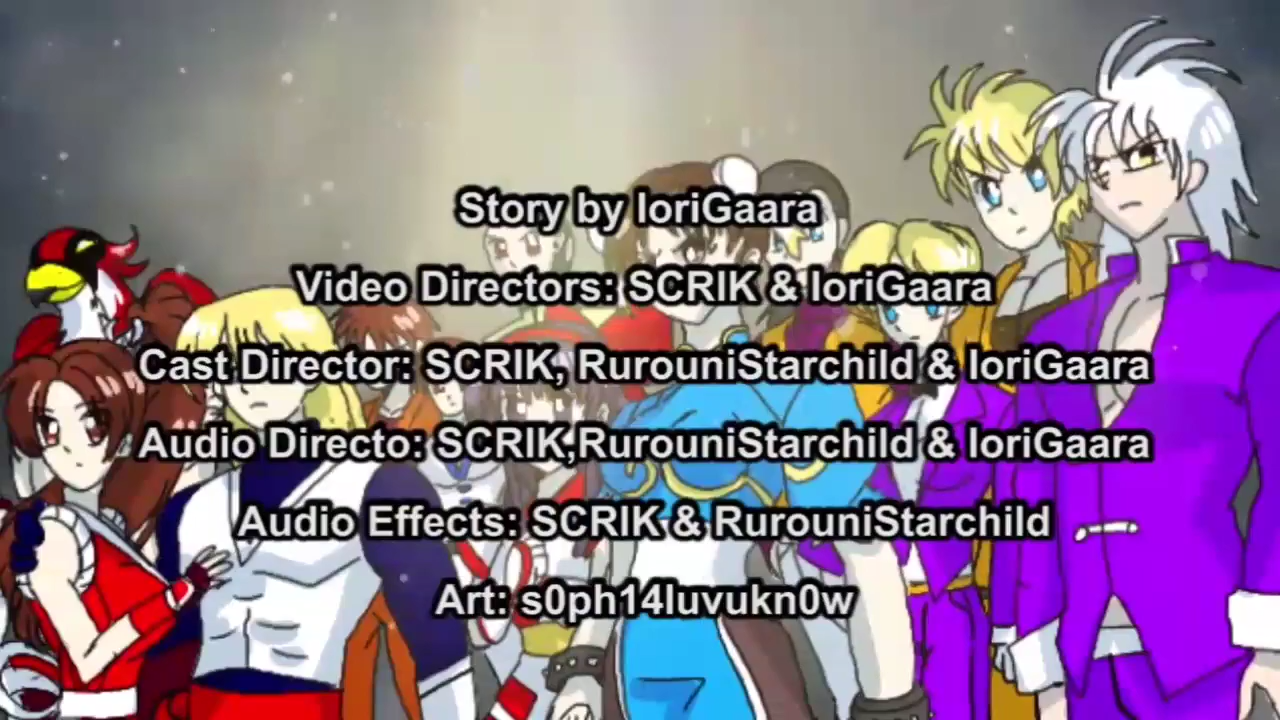 Story by IoriGaara
Video Directors: SCRIK & IoriGaara
Cast Director: SCRIK, RurouniStarchild & IoriGaara
Audio Directo: SCRIK,RurouniStarchild & IoriGaara
Audio Effects: SCRIK & RurouniStarchild
Art: s0ph14luvukn0w